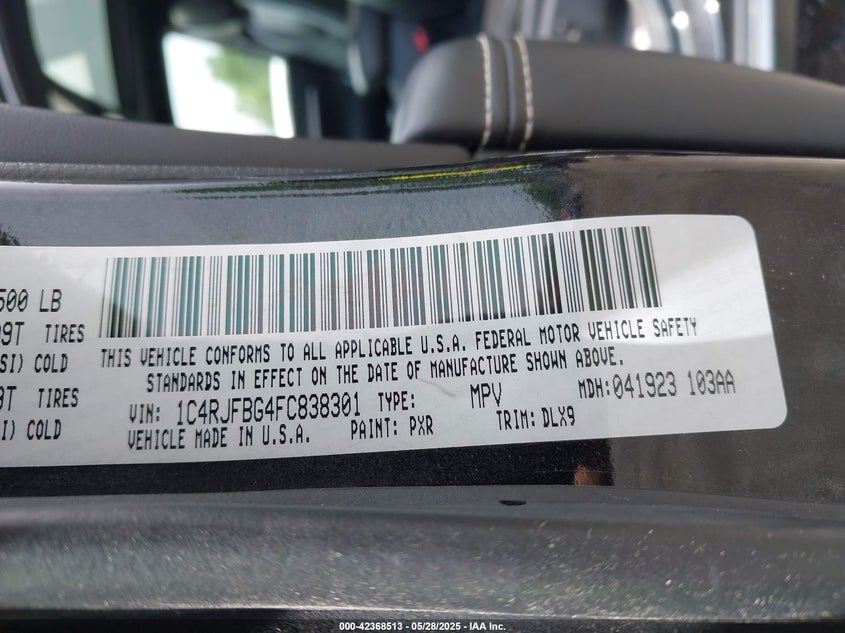 500 LB
99T TIRES
SI) COLD
TIRES
I) COLD
THIS VEHICLE CONFORMS TO ALL APPLICABLE U.S.A. FEDERAL MOTOR VEHICLE SAFETY
STANDARDS IN EFFECT ON THE DATE OF MANUFACTURE SHOWN ABOVE.
VIN: 1C4RJFBG4FC838301 TYPE: MPV MDH: 041923 103AA
VEHICLE MADE IN U.S.A. PAINT: PXR TRIM: DLX9
000-42368513 - 05/28/2025 - IAA Inc.